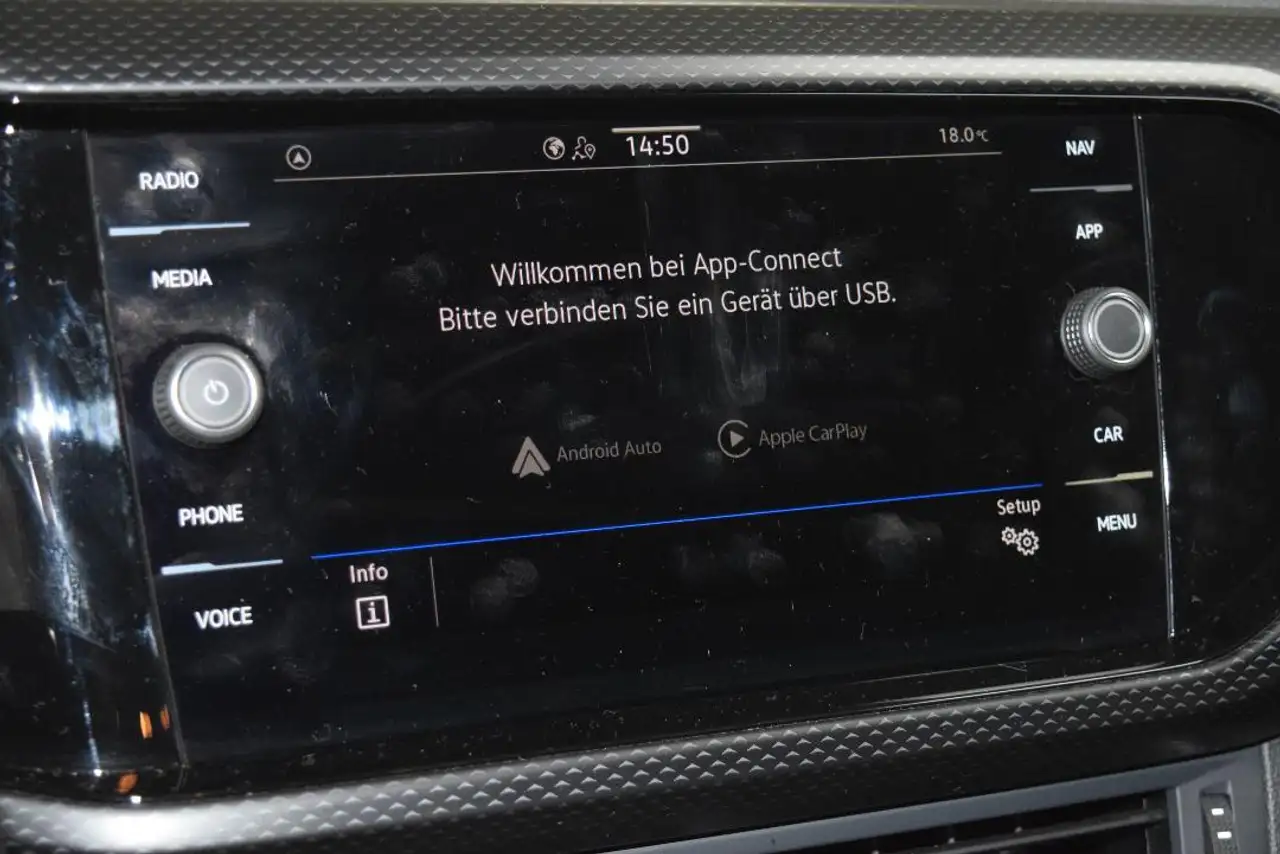 RADIO
MEDIA
PHONE
VOICE
14:50
18.0°C
Willkommen bei App-Connect
Bitte verbinden Sie ein Gerät über USB.
Android Auto
Apple CarPlay
Info
i
Setup
NAV
APP
CAR
MENU